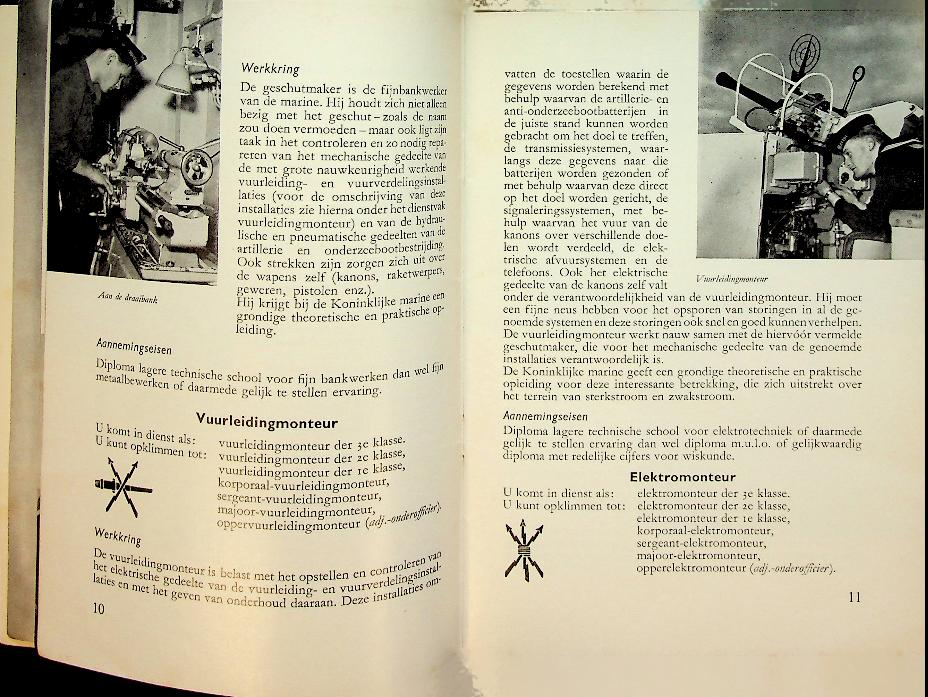 Werkkring
De geschutmaker is de fijnbankwerker
van de marine. Hij houdt zich niet alleen
bezig met het geschut – zoals de naam
zou doen vermoeden – maar ook ligt zijn
taak in het controleren en zo nodig repa-
reren van het mechanische gedeelte van
de met grote nauwkeurigheid werkende
vuurleiding- en vuurverdelingsinstal-
laties (voor de omschrijving van deze
installaties zie hierna onder het dienstvak
vuurleidingmonteur) en van de hydrau-
lische en pneumatische gedeelten van de
artillerie en onderzeebootbestrijding.
Ook strekken zijn zorgen zich uit over
de wapens zelf (kanons, raketwerpers,
geweren, pistolen enz.).
Hij krijgt bij de Koninklijke marine een
grondige theoretische en praktische op-
leiding.
Aan de draaibank
Aannemingseisen
Diploma lagere technische school voor fijn bankwerken dan wel fijn
metaalbewerken of daarmede gelijk te stellen ervaring.
Vuurleidingmonteur
U komt in dienst als: vuurleidingmonteur der 3e klasse.
U kunt opklimmen tot: vuurleidingmonteur der 2e klasse,
vuurleidingmonteur der 1e klasse,
korporaal-vuurleidingmonteur,
sergeant-vuurleidingmonteur,
majoor-vuurleidingmonteur,
oppervuurleidingmonteur (adj.-onderofficier).
Werkkring
De vuurleidingmonteur is belast met het opstellen en controleren van
het elektrische gedeelte van de vuurleiding- en vuurverdelingsinstal-
laties en met het geven van onderhoud daaraan. Deze installaties om-
10
vatten de toestellen waarin de
gegevens worden berekend met
behulp waarvan de artillerie- en
anti-onderzeebootbatterijen in
de juiste stand kunnen worden
gebracht om het doel te treffen,
de transmissiesystemen, waar-
langs deze gegevens naar die
batterijen worden gezonden of
met behulp waarvan deze direct
op het doel worden gericht, de
signaleringssystemen, met be-
hulp waarvan het vuur van de
kanons over verschillende doe-
len wordt verdeeld, de elek-
trische afvuursystemen en de
telefoons. Ook het elektrische
gedeelte van de kanons zelf valt
Vuurleidingmonteur
onder de verantwoordelijkheid van de vuurleidingmonteur. Hij moet
een fijne neus hebben voor het opsporen van storingen in al de ge-
noemde systemen en deze storingen ook snel en goed kunnen verhelpen.
De vuurleidingmonteur werkt nauw samen met de hiervóór vermelde
geschutmaker, die voor het mechanische gedeelte van de genoemde
installaties verantwoordelijk is.
De Koninklijke marine geeft een grondige theoretische en praktische
opleiding voor deze interessante betrekking, die zich uitstrekt over
het terrein van sterkstroom en zwakstroom.
Aannemingseisen
Diploma lagere technische school voor elektrotechniek of daarmede
gelijk te stellen ervaring dan wel diploma m.u.l.o. of gelijkwaardig
diploma met redelijke cijfers voor wiskunde.
Elektromonteur
U komt in dienst als: elektromonteur der 3e klasse.
U kunt opklimmen tot: elektromonteur der 2e klasse,
elektromonteur der 1e klasse,
korporaal-elektromonteur,
sergeant-elektromonteur,
majoor-elektromonteur,
opperelektromonteur (adj.-onderofficier).
11